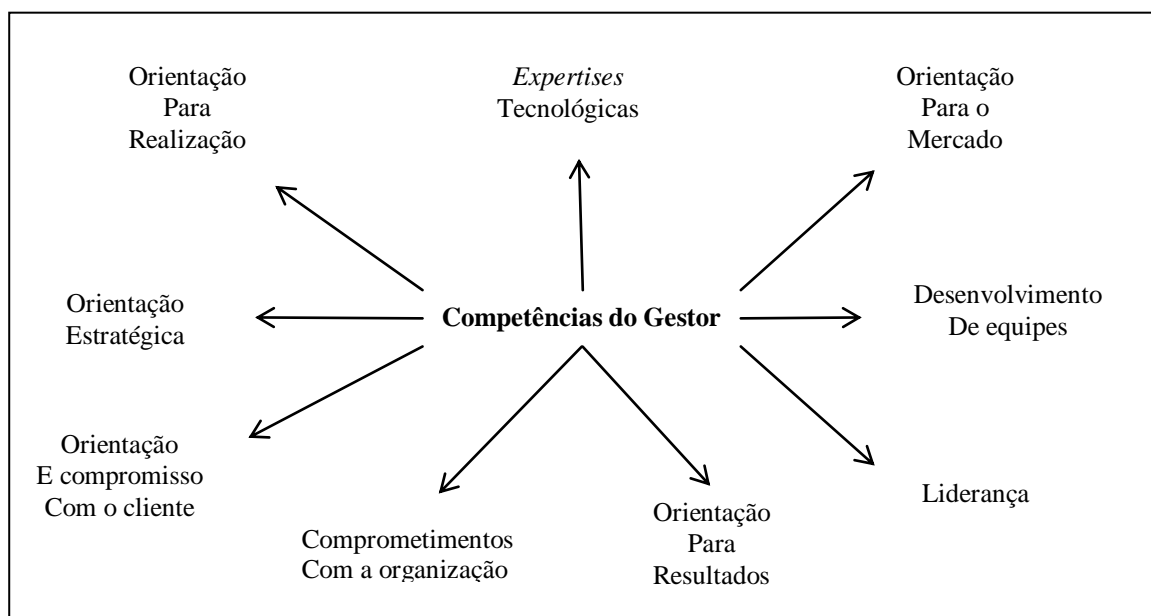 Orientação
Para
Realização
Expertises
Tecnológicas
Orientação
Para o
Mercado
Orientação
Estratégica
Competências do Gestor
Desenvolvimento
De equipes
Orientação
E compromisso
Com o cliente
Comprometimentos
Com a organização
Orientação
Para
Resultados
Liderança